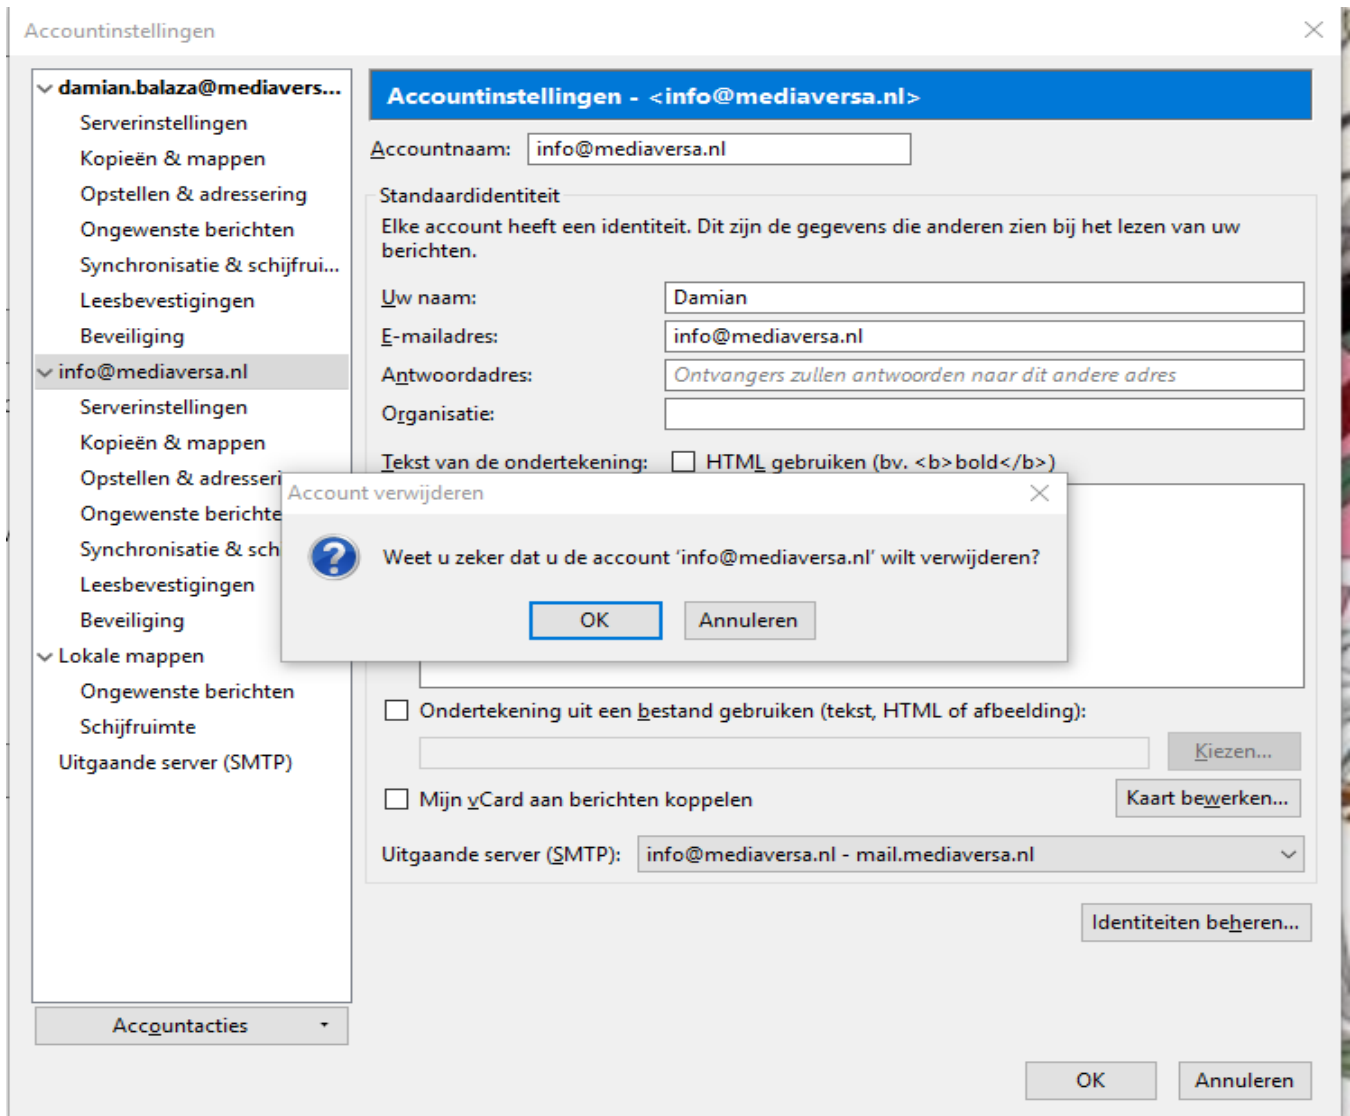 Accountinstellingen
damian.balaza@mediavers...
Serverinstellingen
Kopieën & mappen
Opstellen & adressering
Ongewenste berichten
Synchronisatie & schijfrui...
Leesbevestigingen
Beveiliging
info@mediaversa.nl
Serverinstellingen
Kopieën & mappen
Opstellen & adresseri
Ongewenste berichte
Synchronisatie & sch
Leesbevestigingen
Beveiliging
Lokale mappen
Ongewenste berichten
Schijfruimte
Uitgaande server (SMTP)
Accountacties
Accountinstellingen - <info@mediaversa.nl>
Accountnaam: info@mediaversa.nl
Standaardidentiteit
Elke account heeft een identiteit. Dit zijn de gegevens die anderen zien bij het lezen van uw
berichten.
Uw naam: Damian
E-mailadres: info@mediaversa.nl
Antwoordadres: Ontvangers zullen antwoorden naar dit andere adres
Organisatie:
Tekst van de ondertekening: HTML gebruiken (bv. <b>bold</b>)
Account verwijderen
Weet u zeker dat u de account ‘info@mediaversa.nl’ wilt verwijderen?
OK Annuleren
Ondertekening uit een bestand gebruiken (tekst, HTML of afbeelding):
Kiezen...
Mijn vCard aan berichten koppelen Kaart bewerken...
Uitgaande server (SMTP): info@mediaversa.nl - mail.mediaversa.nl
Identiteiten beheren...
OK Annuleren